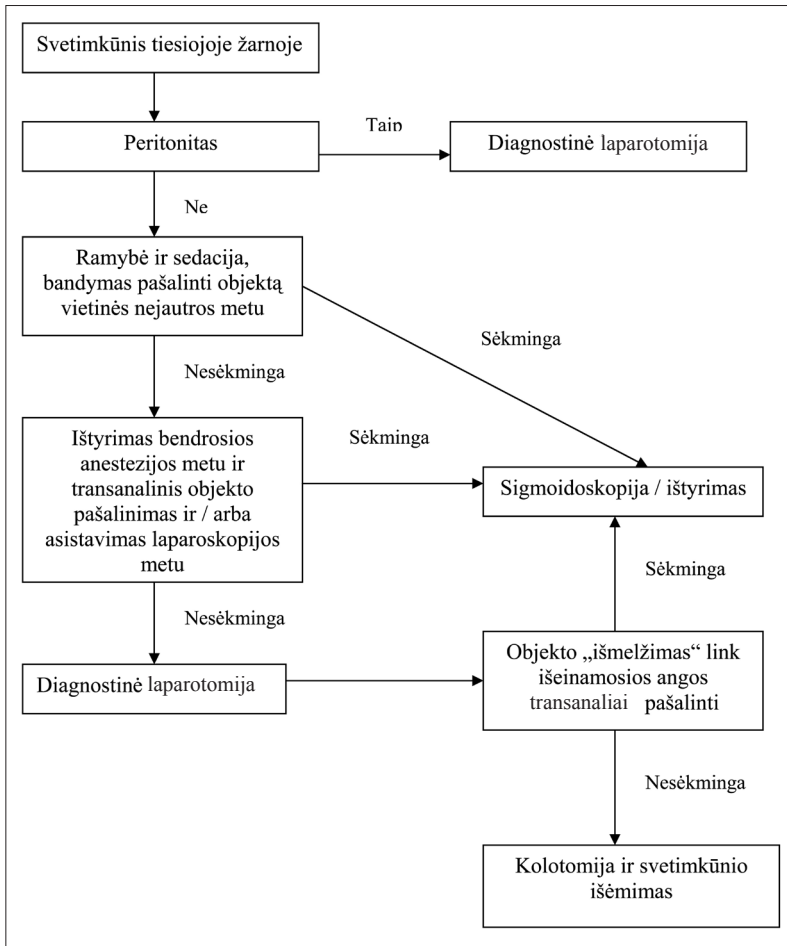 Svetimkūnis tiesiojoje žarnoje
Peritonitas
Taip
Diagnostinė laparotomija
Ne
Ramybė ir sedacija,
bandymas pašalinti objektą
vietinės nejautros metu
Sėkminga
Nesėkminga
Ištyrimas bendrosios
anestezijos metu ir
transanalinis objekto
pašalinimas ir / arba
asistavimas laparoskopijos
metu
Sėkminga
Sigmoidoskopija / ištyrimas
Sėkminga
Nesėkminga
Diagnostinė laparotomija
Objekto „išmelžimas“ link
išeinamosios angos
transanaliai pašalinti
Nesėkminga
Kolotomija ir svetimkūnio
išėmimas